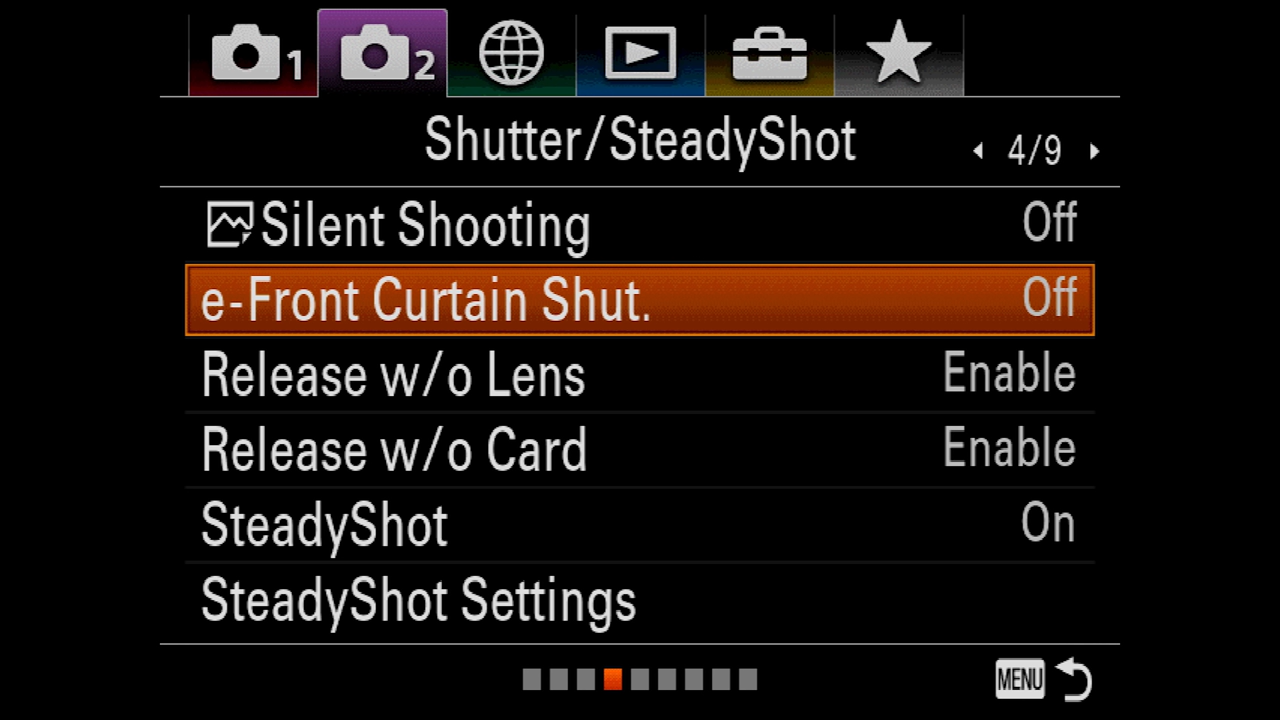 1 2
Shutter/SteadyShot 4/9
Silent Shooting Off
e-Front Curtain Shut. Off
Release w/o Lens Enable
Release w/o Card Enable
SteadyShot On
SteadyShot Settings
MENU